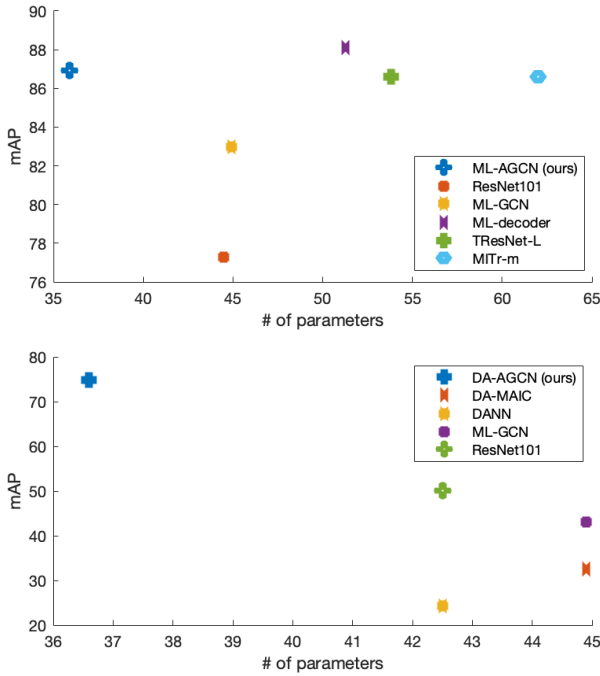 90
88
86
84
82
80
78
76
mAP
35 40 45 50 55 60 65
# of parameters
ML-AGCN (ours)
ResNet101
ML-GCN
ML-decoder
TResNet-L
MlTr-m
80
70
60
50
40
30
20
mAP
36 37 38 39 40 41 42 43 44 45
# of parameters
DA-AGCN (ours)
DA-MAIC
DANN
ML-GCN
ResNet101